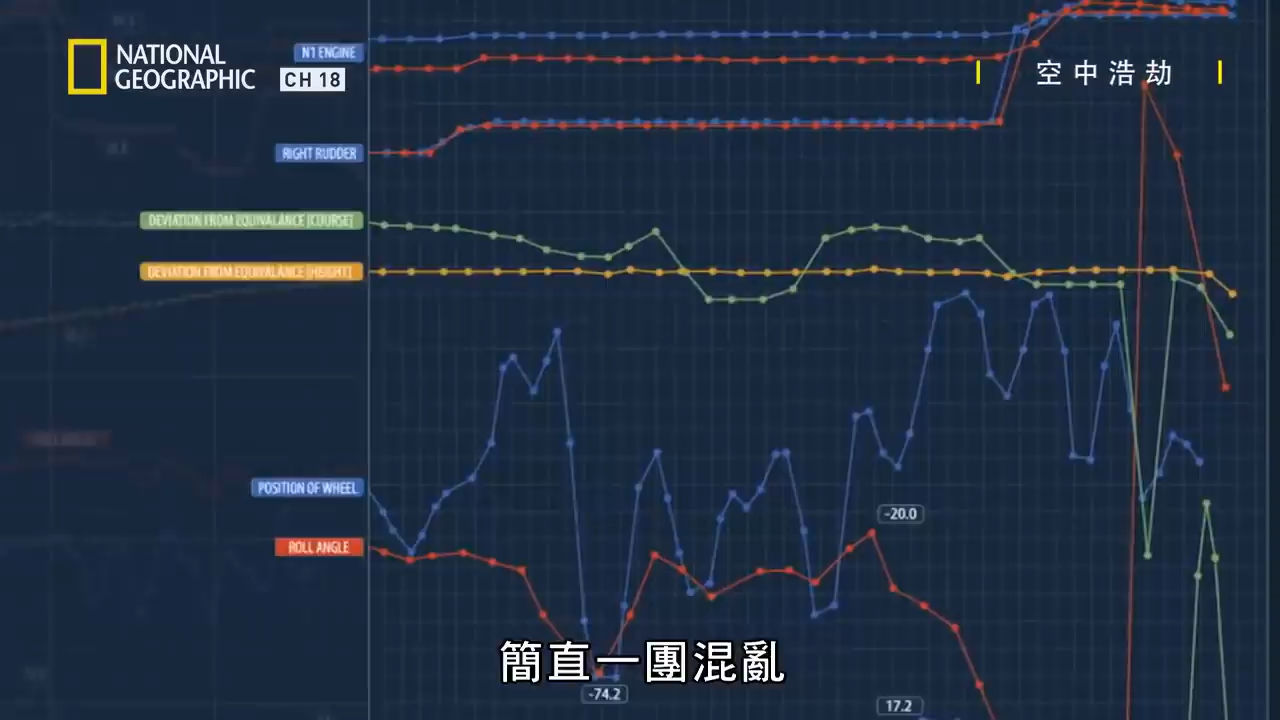 NATIONAL
GEOGRAPHIC
CH 18
空中浩劫
N1 ENGINE
RIGHT RUDDER
DEVIATION FROM EQUIVALANCE [COURSE]
DEVIATION FROM EQUIVALANCE [HEIGHT]
POSITION OF WHEEL
ROLL ANGLE
-20.0
-74.2
17.2
簡直一團混亂